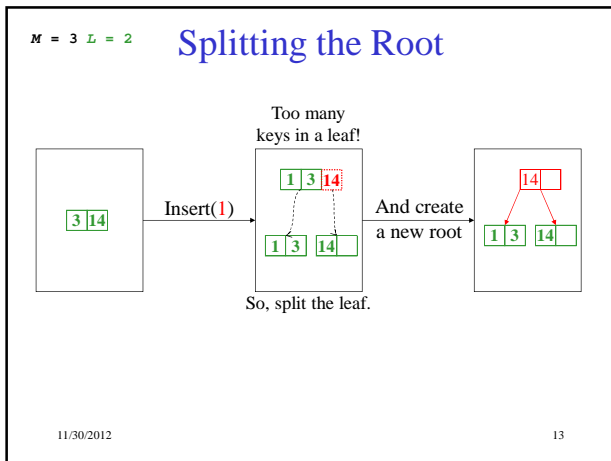 M = 3 L = 2
Splitting the Root
Too many
keys in a leaf!
3 14
Insert(1)
1 3 14
1 3 14
So, split the leaf.
And create
a new root
14
1 3 14
11/30/2012
13